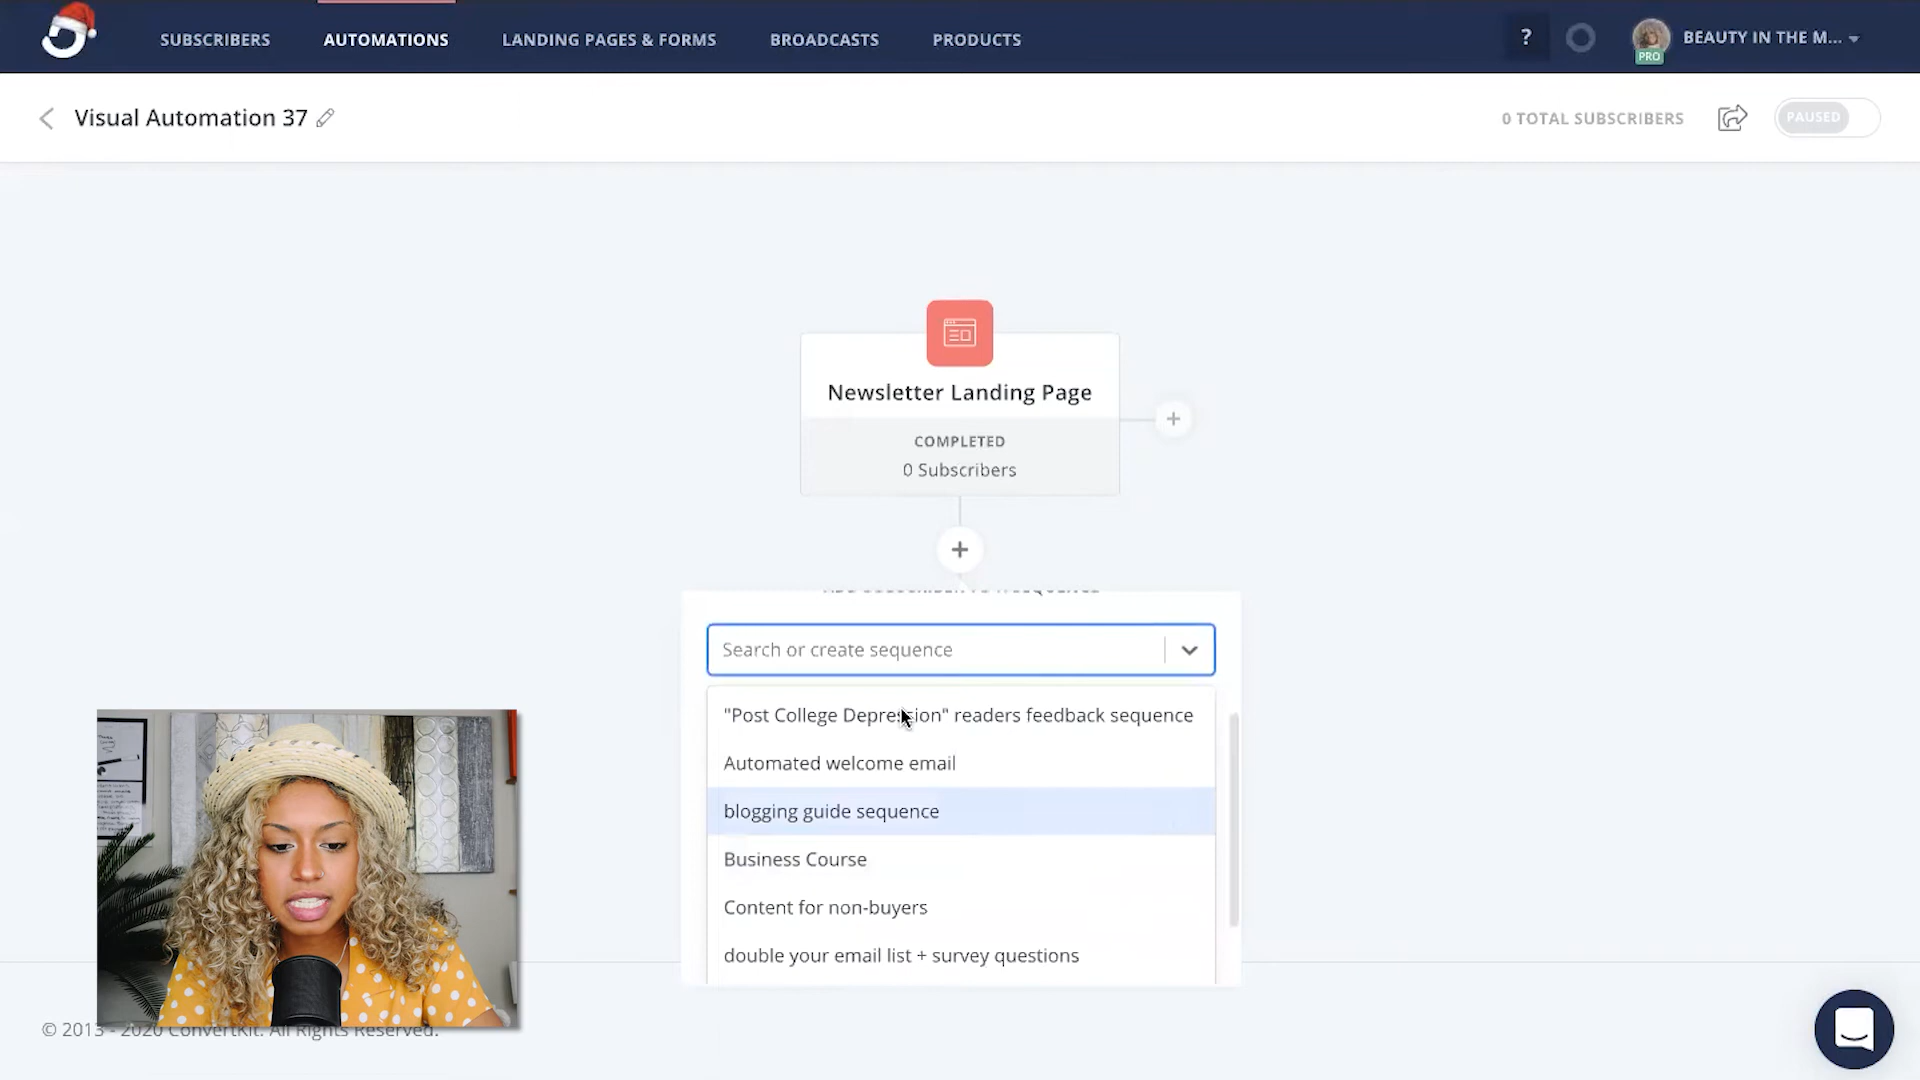 SUBSCRIBERS
AUTOMATIONS
LANDING PAGES & FORMS
BROADCASTS
PRODUCTS
?
BEAUTY IN THE M...
PRO
Visual Automation 37
0 TOTAL SUBSCRIBERS
PAUSED
Newsletter Landing Page
COMPLETED
0 Subscribers
Search or create sequence
"Post College Depression" readers feedback sequence
Automated welcome email
blogging guide sequence
Business Course
Content for non-buyers
double your email list + survey questions
© 2013 - 2020 ConvertKit. All Rights Reserved.